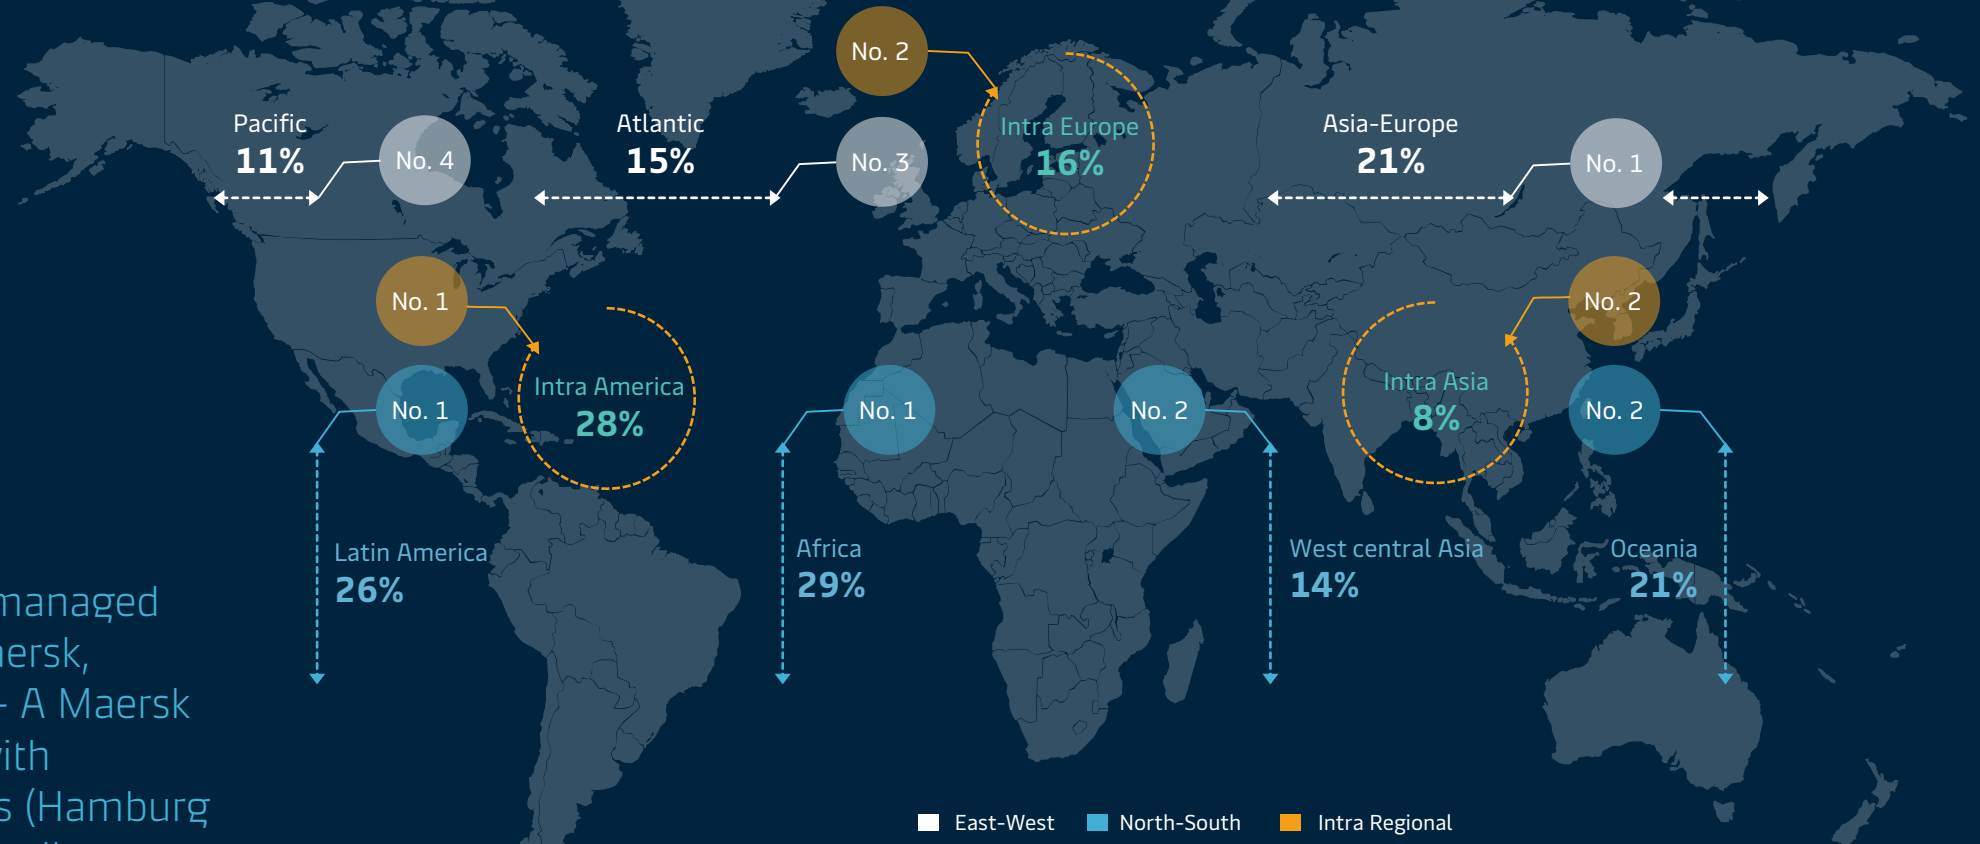 No. 2
Pacific
11%
No. 4
Atlantic
15%
No. 3
Intra Europe
16%
Asia-Europe
21%
No. 1
No. 1
Intra America
28%
No. 1
Latin America
26%
No. 1
Africa
29%
No. 2
West central Asia
14%
No. 2
Intra Asia
8%
No. 2
Oceania
21%
managed
- A Maersk
(Hamburg
East-West
North-South
Intra Regional